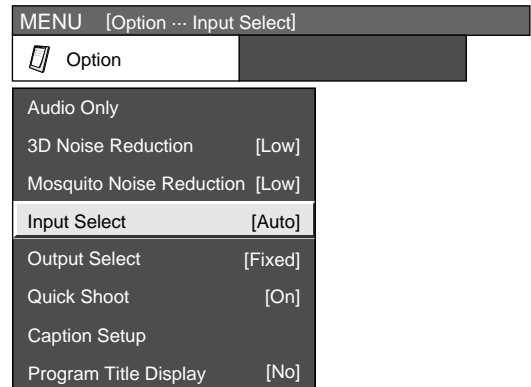 MENU [Option ··· Input Select]
Option
Audio Only
3D Noise Reduction [Low]
Mosquito Noise Reduction [Low]
Input Select [Auto]
Output Select [Fixed]
Quick Shoot [On]
Caption Setup
Program Title Display [No]